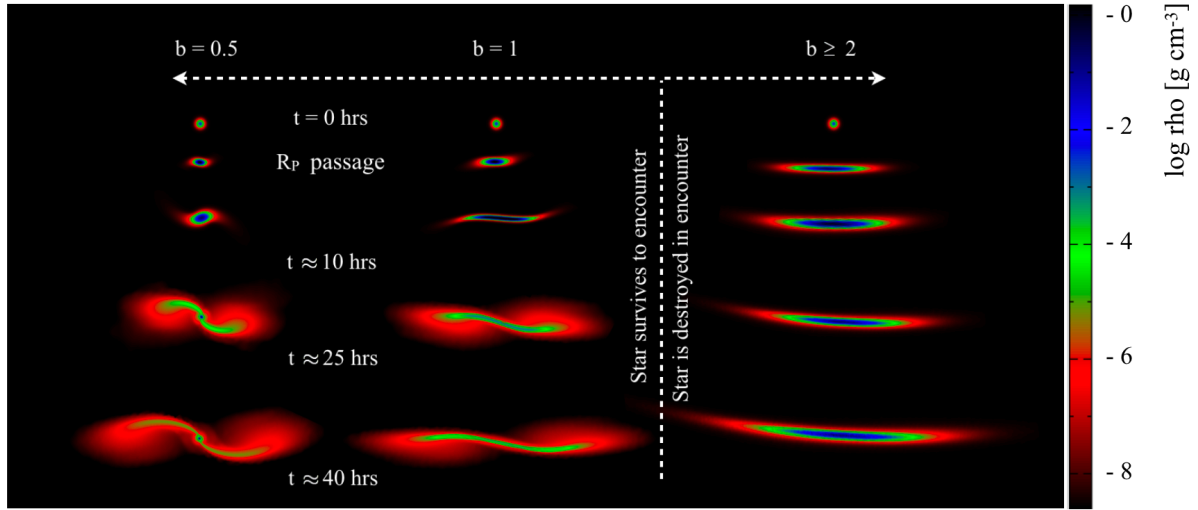 b = 0.5
b = 1
b ≥ 2
t = 0 hrs
R_P passage
t ≈ 10 hrs
t ≈ 25 hrs
t ≈ 40 hrs
Star survives to encounter
Star is destroyed in encounter
- 0
- 2
- 4
- 6
- 8
log rho [g cm⁻³]